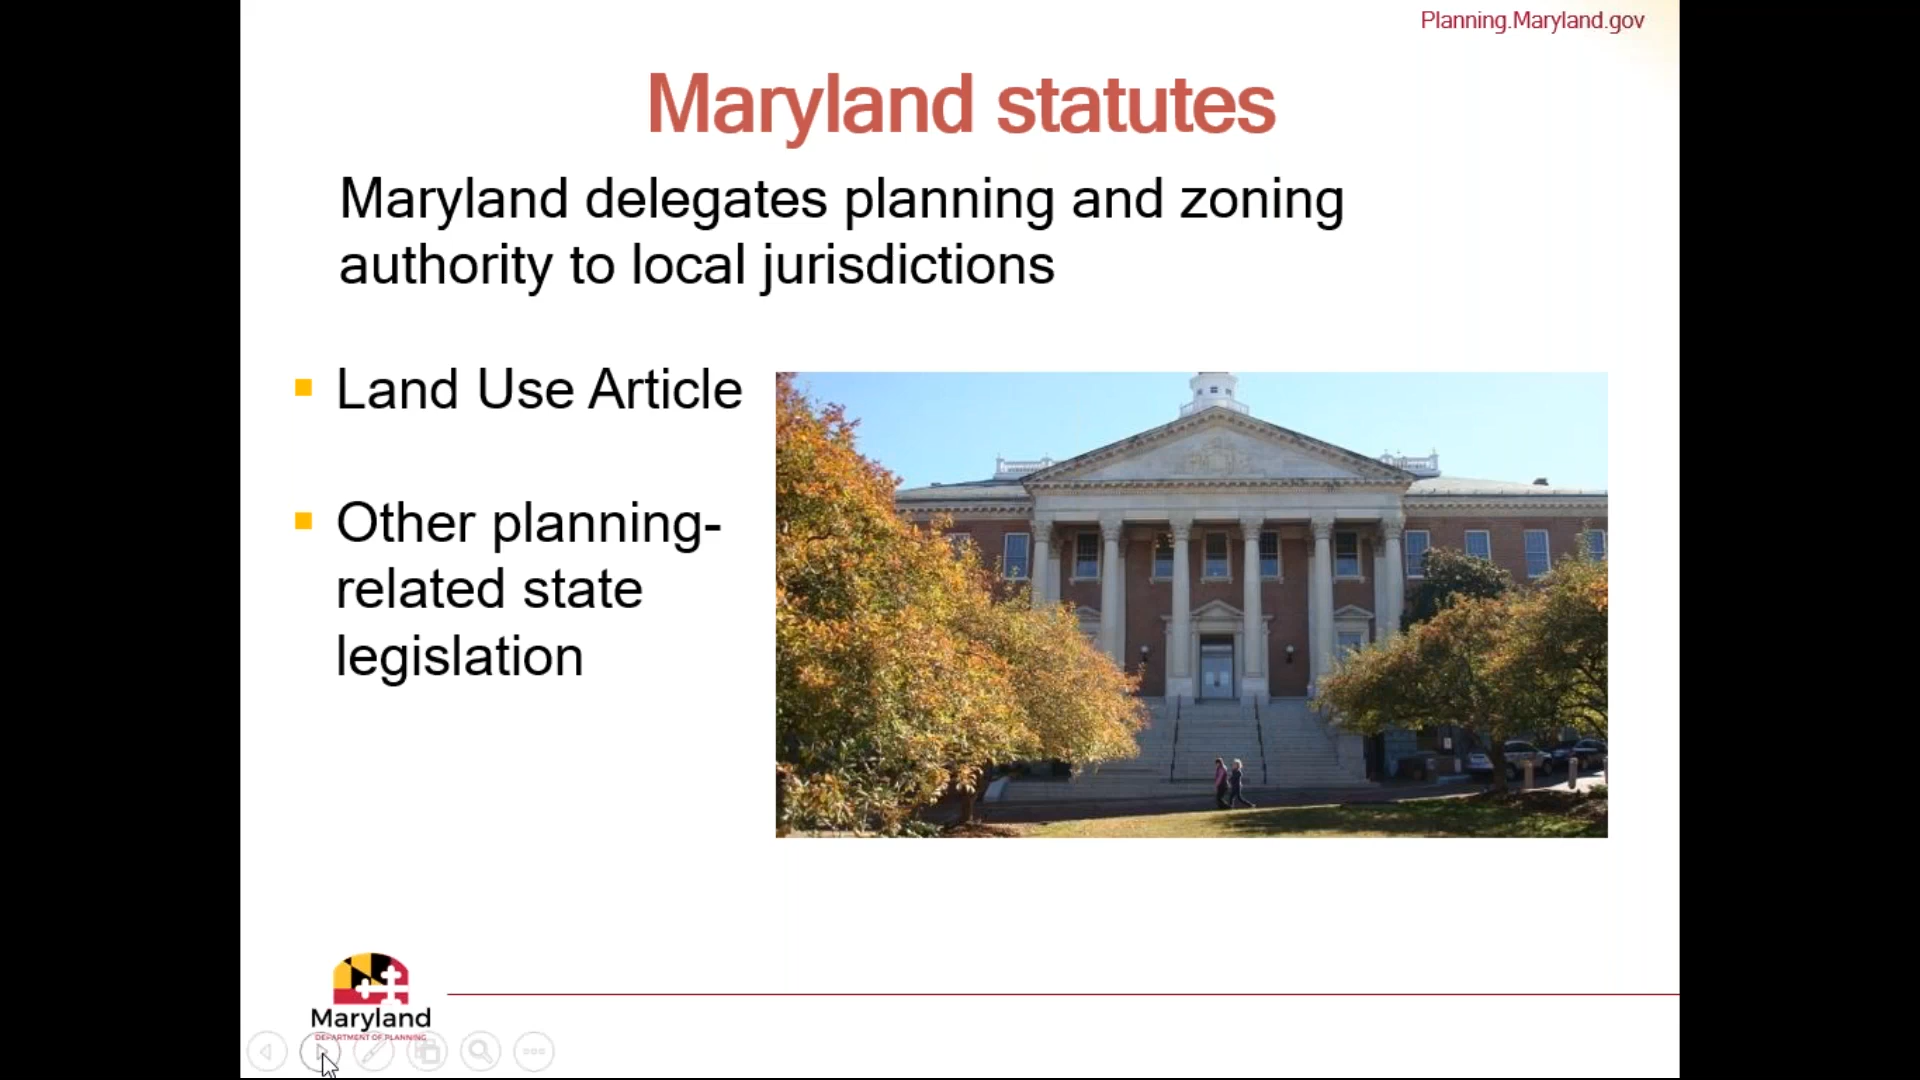 Planning.Maryland.gov
Maryland statutes
Maryland delegates planning and zoning
authority to local jurisdictions
Land Use Article
Other planning-
related state
legislation
Maryland
DEPARTMENT OF PLANNING